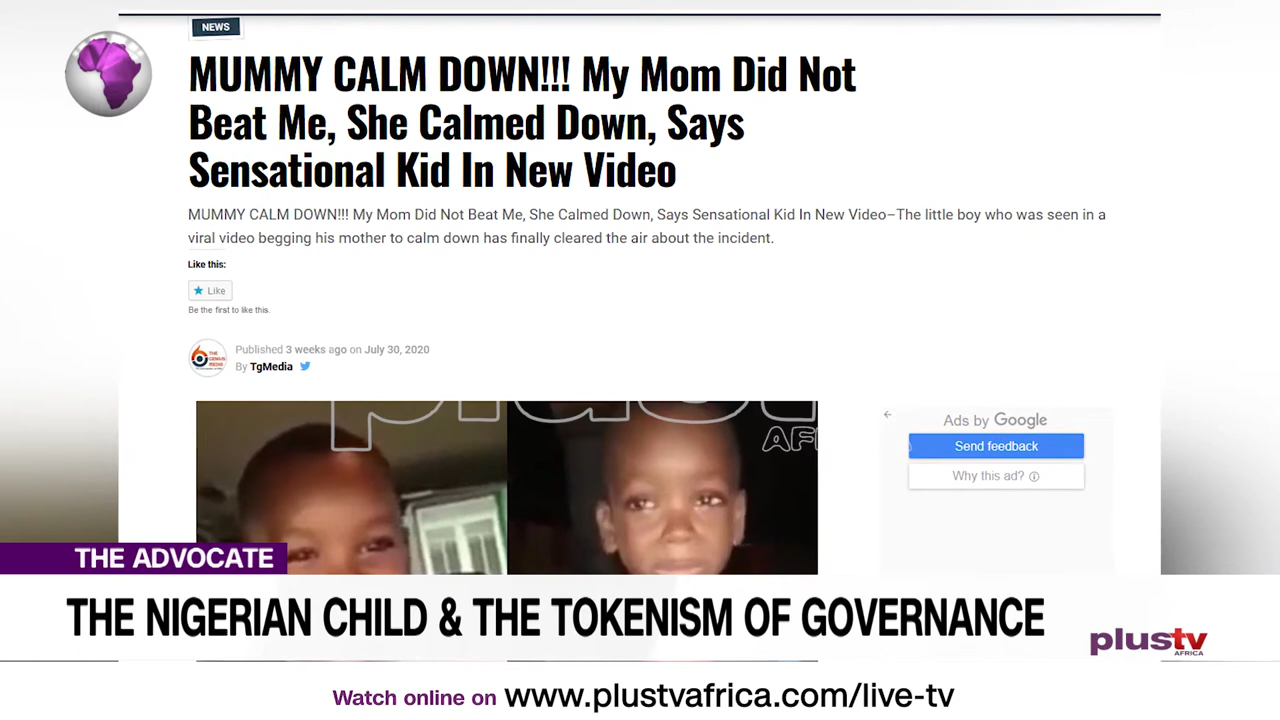 NEWS
MUMMY CALM DOWN!!! My Mom Did Not
Beat Me, She Calmed Down, Says
Sensational Kid In New Video
MUMMY CALM DOWN!!! My Mom Did Not Beat Me, She Calmed Down, Says Sensational Kid In New Video–The little boy who was seen in a
viral video begging his mother to calm down has finally cleared the air about the incident.
Like this:
Like
Be the first to like this.
Published 3 weeks ago on July 30, 2020
By TgMedia
Ads by Google
Send feedback
Why this ad?
THE ADVOCATE
THE NIGERIAN CHILD & THE TOKENISM OF GOVERNANCE
plustv
AFRICA
Watch online on www.plustvafrica.com/live-tv